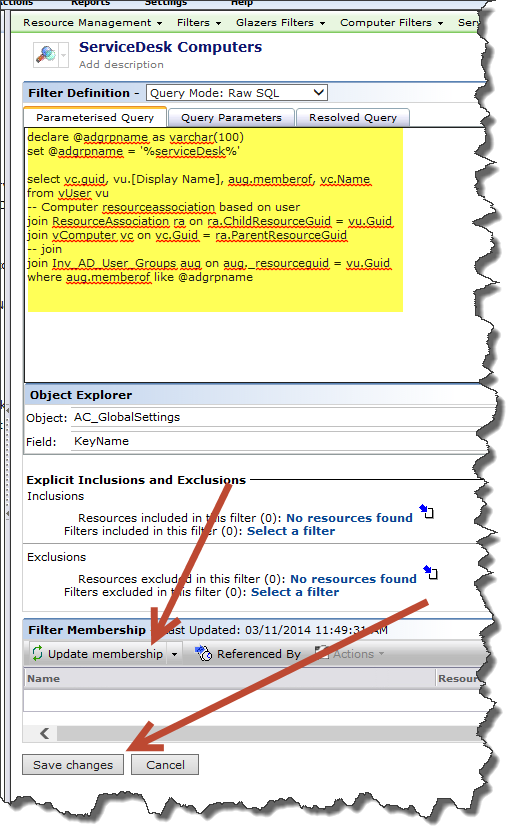 ctions Reports Settings Help
Resource Management Filters Glazers Filters Computer Filters Serv
ServiceDesk Computers
Add description
Filter Definition - Query Mode: Raw SQL
Parameterised Query Query Parameters Resolved Query
declare @adgrpname as varchar(100)
set @adgrpname = '%serviceDesk%'
select vc.guid, vu.[Display Name], aug.memberof, vc.Name
from vUser vu
-- Computer resourceassociation based on user
join ResourceAssociation ra on ra.ChildResourceGuid = vu.Guid
join vComputer vc on vc.Guid = ra.ParentResourceGuid
-- join
join Inv_AD_User_Groups aug on aug._resourceguid = vu.Guid
where aug.memberof like @adgrpname
Object Explorer
Object: AC_GlobalSettings
Field: KeyName
Explicit Inclusions and Exclusions
Inclusions
Resources included in this filter (0): No resources found
Filters included in this filter (0): Select a filter
Exclusions
Resources excluded in this filter (0): No resources found
Filters excluded in this filter (0): Select a filter
Filter Membership - Last Updated: 03/11/2014 11:49:31 AM
Update membership Referenced By Actions
Name Resour
Save changes Cancel